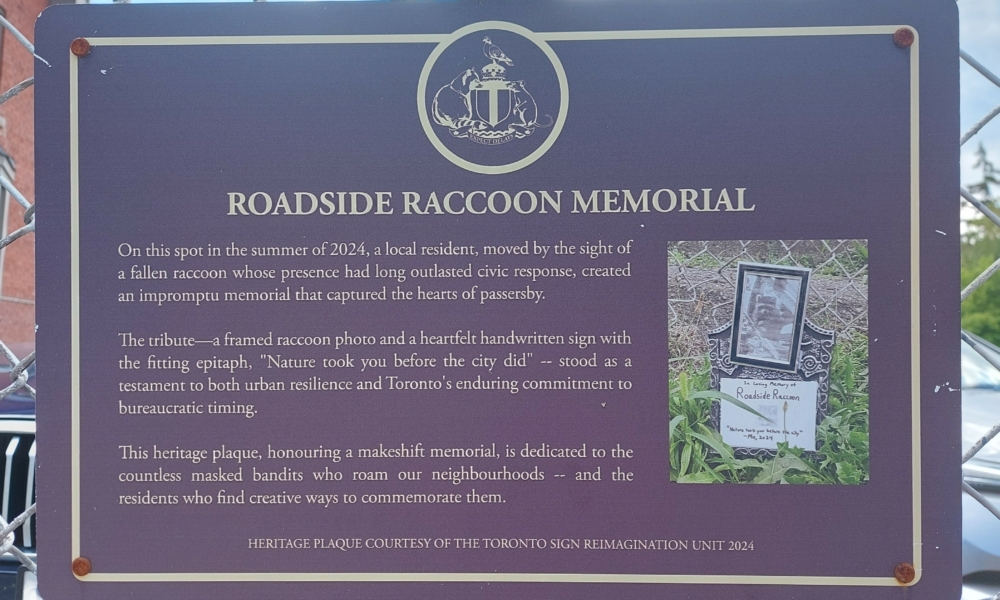 ROADSIDE RACCOON MEMORIAL
On this spot in the summer of 2024, a local resident, moved by the sight of
a fallen raccoon whose presence had long outlasted civic response, created
an impromptu memorial that captured the hearts of passersby.
The tribute—a framed raccoon photo and a heartfelt handwritten sign with
the fitting epitaph, "Nature took you before the city did" -- stood as a
testament to both urban resilience and Toronto's enduring commitment to
bureaucratic timing.
This heritage plaque, honouring a makeshift memorial, is dedicated to the
countless masked bandits who roam our neighbourhoods -- and the
residents who find creative ways to commemorate them.
In Loving Memory of
Roadside Raccoon
"Nature took you before the city"
2024
HERITAGE PLAQUE COURTESY OF THE TORONTO SIGN REIMAGINATION UNIT 2024